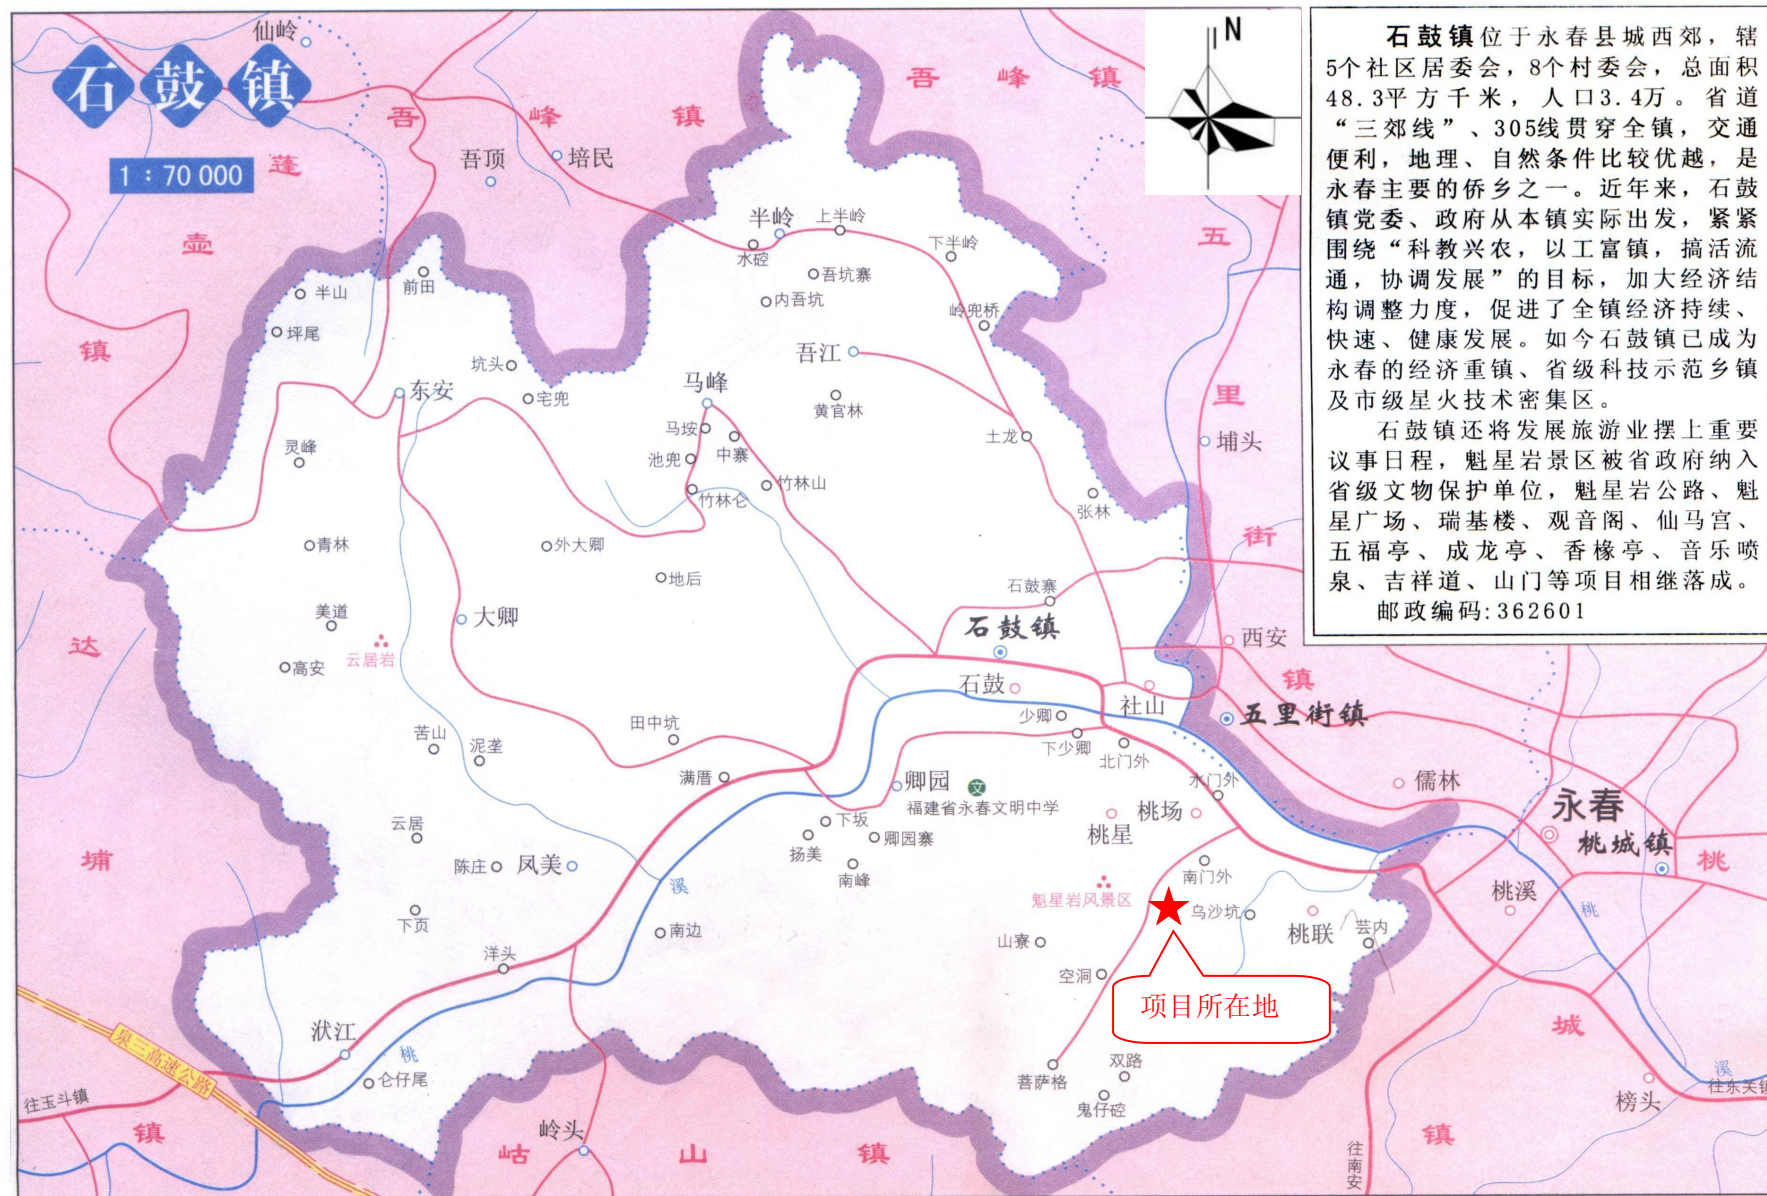 石鼓镇
1：70 000
N
石鼓镇位于永春县城西郊，辖
5个社区居委会，8个村委会，总面积
48.3平方千米，人口3.4万。省道
“三郊线”、305线贯穿全镇，交通
便利，地理、自然条件比较优越，是
永春主要的侨乡之一。近年来，石鼓
镇党委、政府从本镇实际出发，紧紧
围绕“科教兴农，以工富镇，搞活流
通，协调发展”的目标，加大经济结
构调整力度，促进了全镇经济持续、
快速、健康发展。如今石鼓镇已成为
永春的经济重镇、省级科技示范乡镇
及市级星火技术密集区。
石鼓镇还将发展旅游业摆上重要
议事日程，魁星岩景区被省政府纳入
省级文物保护单位，魁星岩公路、魁
星广场、瑞基楼、观音阁、仙马宫、
五福亭、成龙亭、香橼亭、音乐喷
泉、吉祥道、山门等项目相继落成。
邮政编码:362601
仙岭
吾峰镇
吾峰镇
蓬壶镇
吾顶
培民
半岭
上半岭
下半岭
水硿
吾坑寨
内吾坑
岭兜桥
五里街镇
半山
前田
坪尾
坑头
东安
宅兜
马峰
吾江
黄官林
马垵
中寨
池兜
土龙
埔头
灵峰
竹林仑
竹林山
张林
青林
外大卿
地后
石鼓寨
美道
大卿
石鼓镇
西安
达埔镇
云居岩
高安
石鼓
社山
五里街镇
田中坑
少卿
下少卿
北门外
苦山
泥垄
满厝
卿园
水门外
儒林
文
福建省永春文明中学
桃场
桃星
永春
桃城镇
云居
下坂
扬美
卿园寨
南峰
陈庄
凤美
南门外
桃城镇
桃溪
魁星岩风景区
乌沙坑
桃联
芸内
溪
桃
下页
南边
山寮
洋头
空洞
项目所在地
洑江
桃
仑仔尾
泉三高速公路
往玉斗镇
双路
菩萨格
鬼仔硿
溪
往东关镇
榜头
岭头
岵山镇
往南安